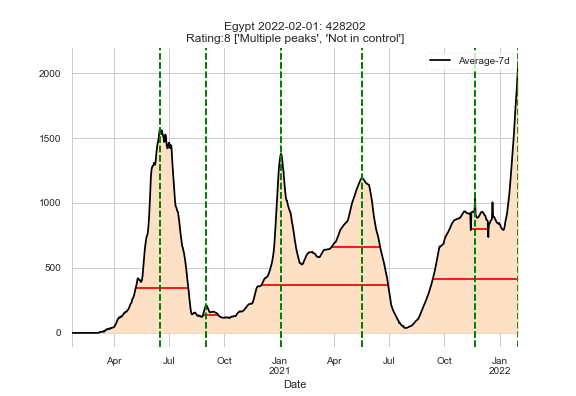 Egypt 2022-02-01: 428202
Rating:8 ['Multiple peaks', 'Not in control']
Average-7d
2000
1500
1000
500
0
Apr Jul Oct Jan Apr Jul Oct Jan
2021 2022
Date